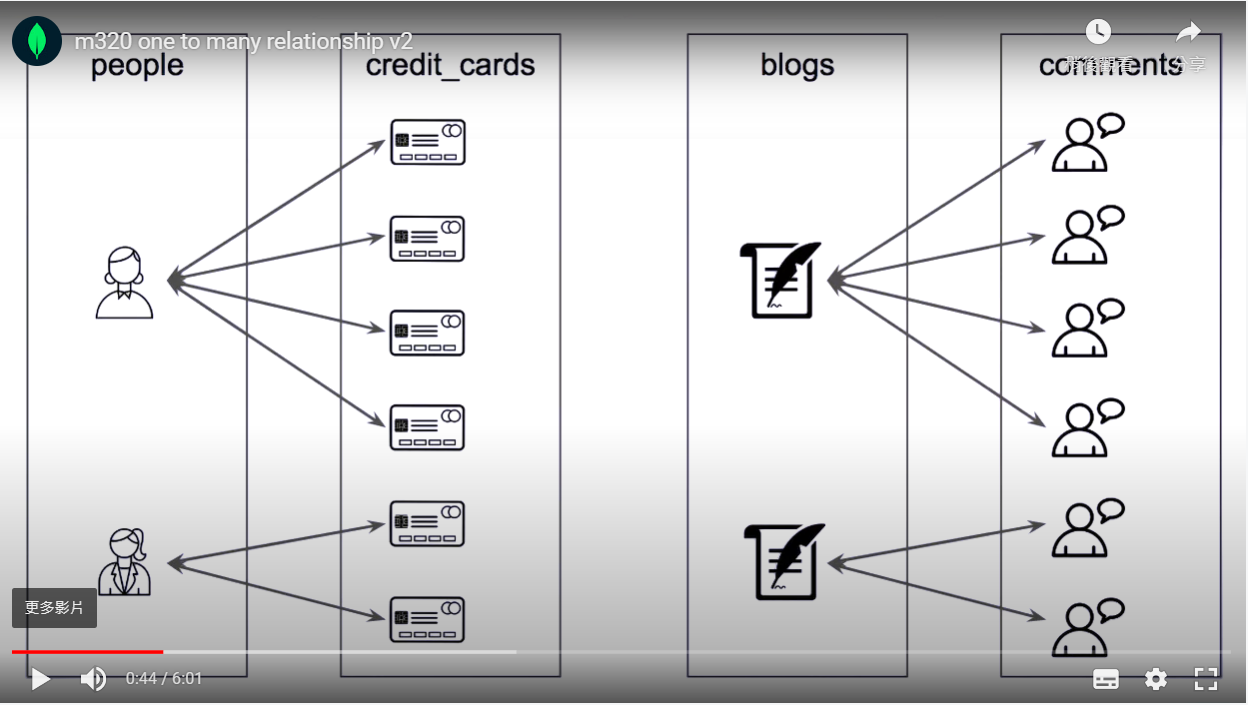 m320 one to many relationship v2
people
credit_cards
blogs
comments
稍後觀看
分享
更多影片
0:44 / 6:01